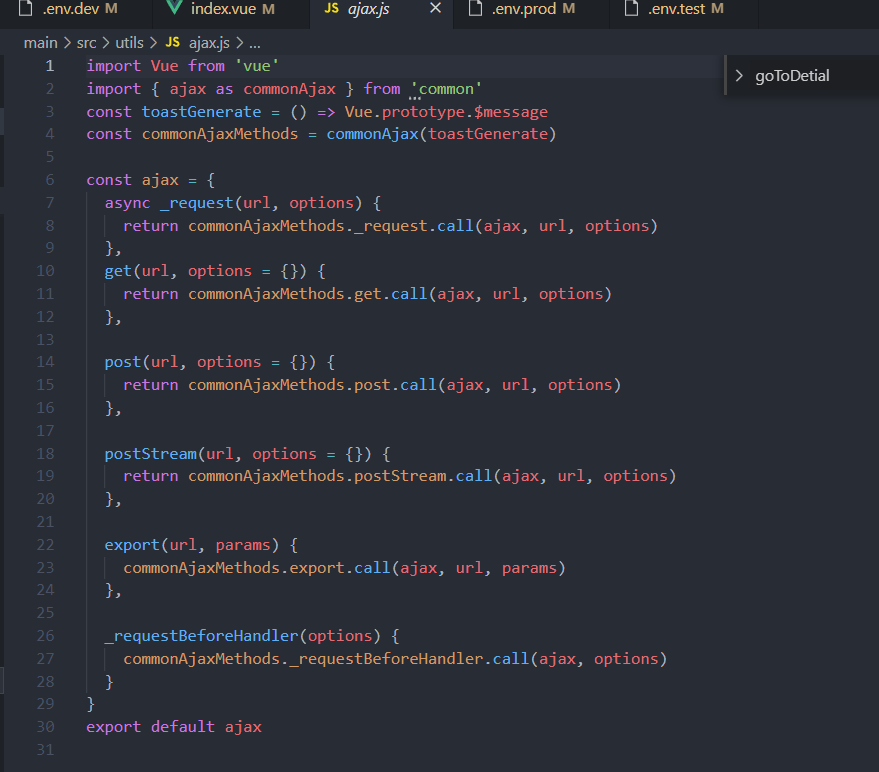 .env.dev M index.vue M JS ajax.js .env.prod M .env.test M
main > src > utils > JS ajax.js > ...
> goToDetial
1 import Vue from 'vue'
2 import { ajax as commonAjax } from 'common'
3 const toastGenerate = () => Vue.prototype.$message
4 const commonAjaxMethods = commonAjax(toastGenerate)
5
6 const ajax = {
7 async _request(url, options) {
8 return commonAjaxMethods._request.call(ajax, url, options)
9 },
10 get(url, options = {}) {
11 return commonAjaxMethods.get.call(ajax, url, options)
12 },
13
14 post(url, options = {}) {
15 return commonAjaxMethods.post.call(ajax, url, options)
16 },
17
18 postStream(url, options = {}) {
19 return commonAjaxMethods.postStream.call(ajax, url, options)
20 },
21
22 export(url, params) {
23 commonAjaxMethods.export.call(ajax, url, params)
24 },
25
26 _requestBeforeHandler(options) {
27 commonAjaxMethods._requestBeforeHandler.call(ajax, options)
28 }
29 }
30 export default ajax
31